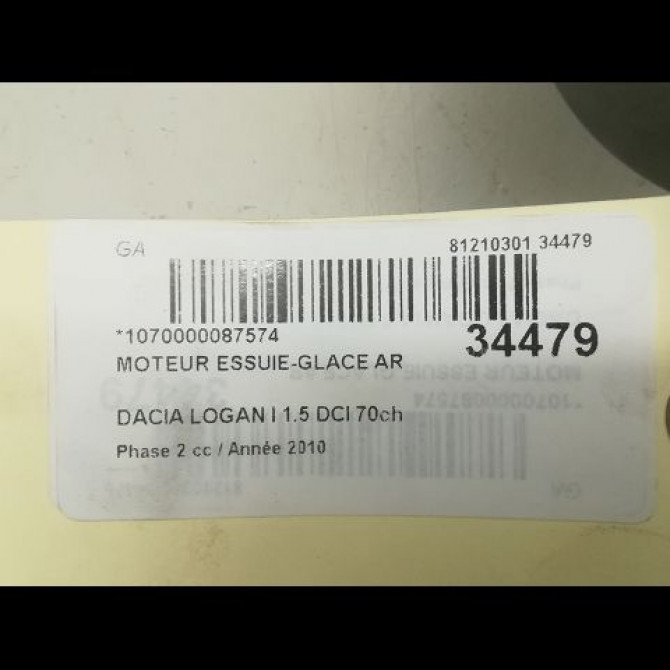 GA 81210301 34479
*1070000087574 34479
MOTEUR ESSUIE-GLACE AR
DACIA LOGAN I 1.5 DCI 70ch
Phase 2 cc / Année 2010